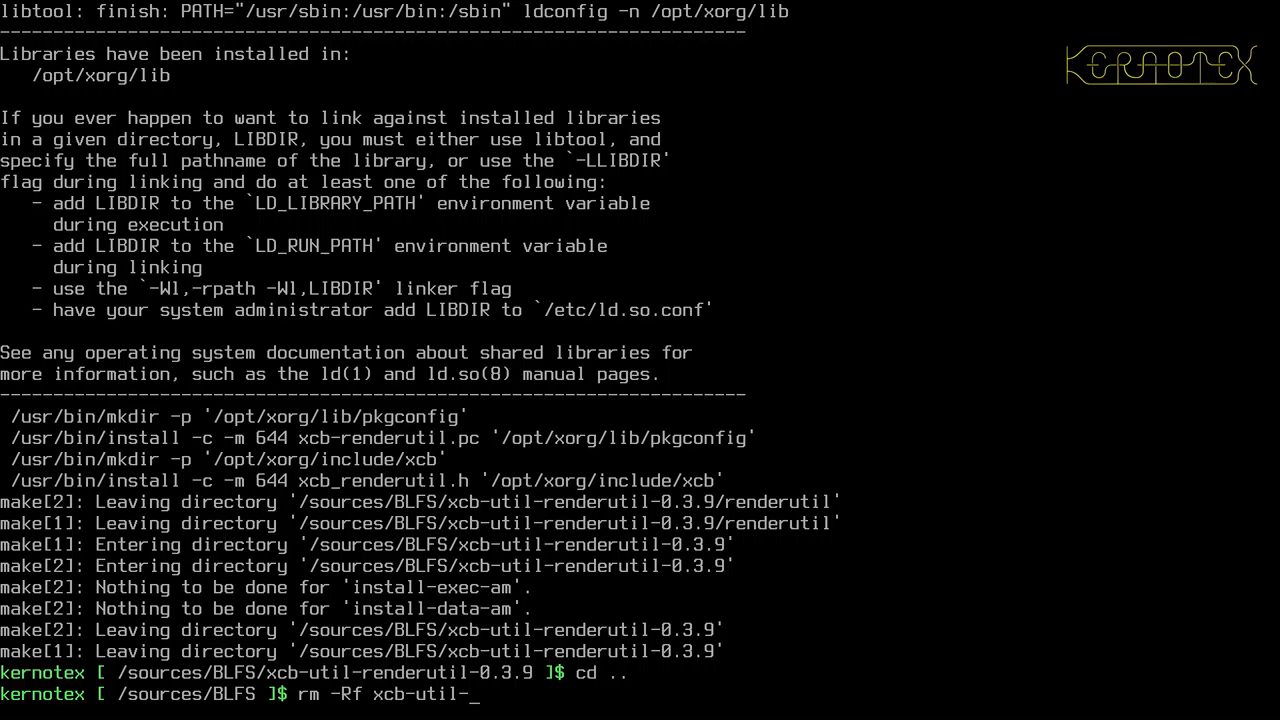 libtool: finish: PATH="/usr/sbin:/usr/bin:/sbin" ldconfig -n /opt/xorg/lib
----------------------------------------------------------------------
Libraries have been installed in:
   /opt/xorg/lib
KERNOTEX
If you ever happen to want to link against installed libraries
in a given directory, LIBDIR, you must either use libtool, and
specify the full pathname of the library, or use the `-LLIBDIR'
flag during linking and do at least one of the following:
   - add LIBDIR to the `LD_LIBRARY_PATH' environment variable
     during execution
   - add LIBDIR to the `LD_RUN_PATH' environment variable
     during linking
   - use the `-Wl,-rpath -Wl,LIBDIR' linker flag
   - have your system administrator add LIBDIR to `/etc/ld.so.conf'
See any operating system documentation about shared libraries for
more information, such as the ld(1) and ld.so(8) manual pages.
----------------------------------------------------------------------
 /usr/bin/mkdir -p '/opt/xorg/lib/pkgconfig'
 /usr/bin/install -c -m 644 xcb-renderutil.pc '/opt/xorg/lib/pkgconfig'
 /usr/bin/mkdir -p '/opt/xorg/include/xcb'
 /usr/bin/install -c -m 644 xcb_renderutil.h '/opt/xorg/include/xcb'
make[2]: Leaving directory '/sources/BLFS/xcb-util-renderutil-0.3.9/renderutil'
make[1]: Leaving directory '/sources/BLFS/xcb-util-renderutil-0.3.9/renderutil'
make[1]: Entering directory '/sources/BLFS/xcb-util-renderutil-0.3.9'
make[2]: Entering directory '/sources/BLFS/xcb-util-renderutil-0.3.9'
make[2]: Nothing to be done for 'install-exec-am'.
make[2]: Nothing to be done for 'install-data-am'.
make[2]: Leaving directory '/sources/BLFS/xcb-util-renderutil-0.3.9'
make[1]: Leaving directory '/sources/BLFS/xcb-util-renderutil-0.3.9'
kernotex [ /sources/BLFS/xcb-util-renderutil-0.3.9 ]$ cd ..
kernotex [ /sources/BLFS ]$ rm -Rf xcb-util-_